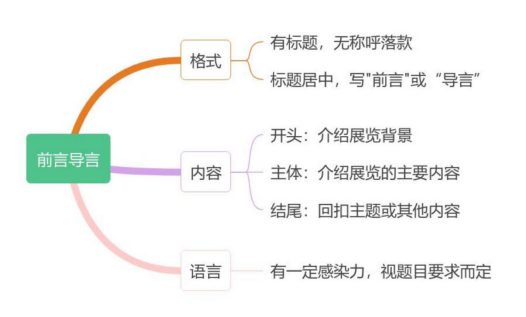 前言导言
格式
有标题，无称呼落款
标题居中，写"前言"或“导言”
内容
开头：介绍展览背景
主体：介绍展览的主要内容
结尾：回扣主题或其他内容
语言
有一定感染力，视题目要求而定